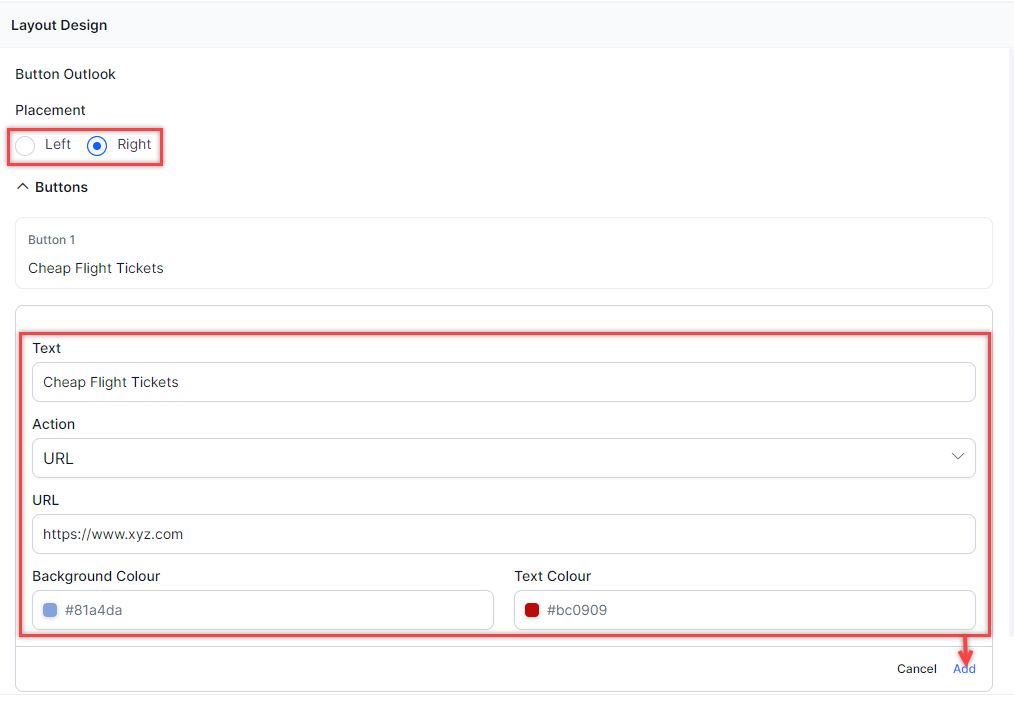 Layout Design
Button Outlook
Placement
Left Right
Buttons
Button 1
Cheap Flight Tickets
Text
Cheap Flight Tickets
Action
URL
URL
https://www.xyz.com
Background Colour Text Colour
#81a4da #bc0909
Cancel Add